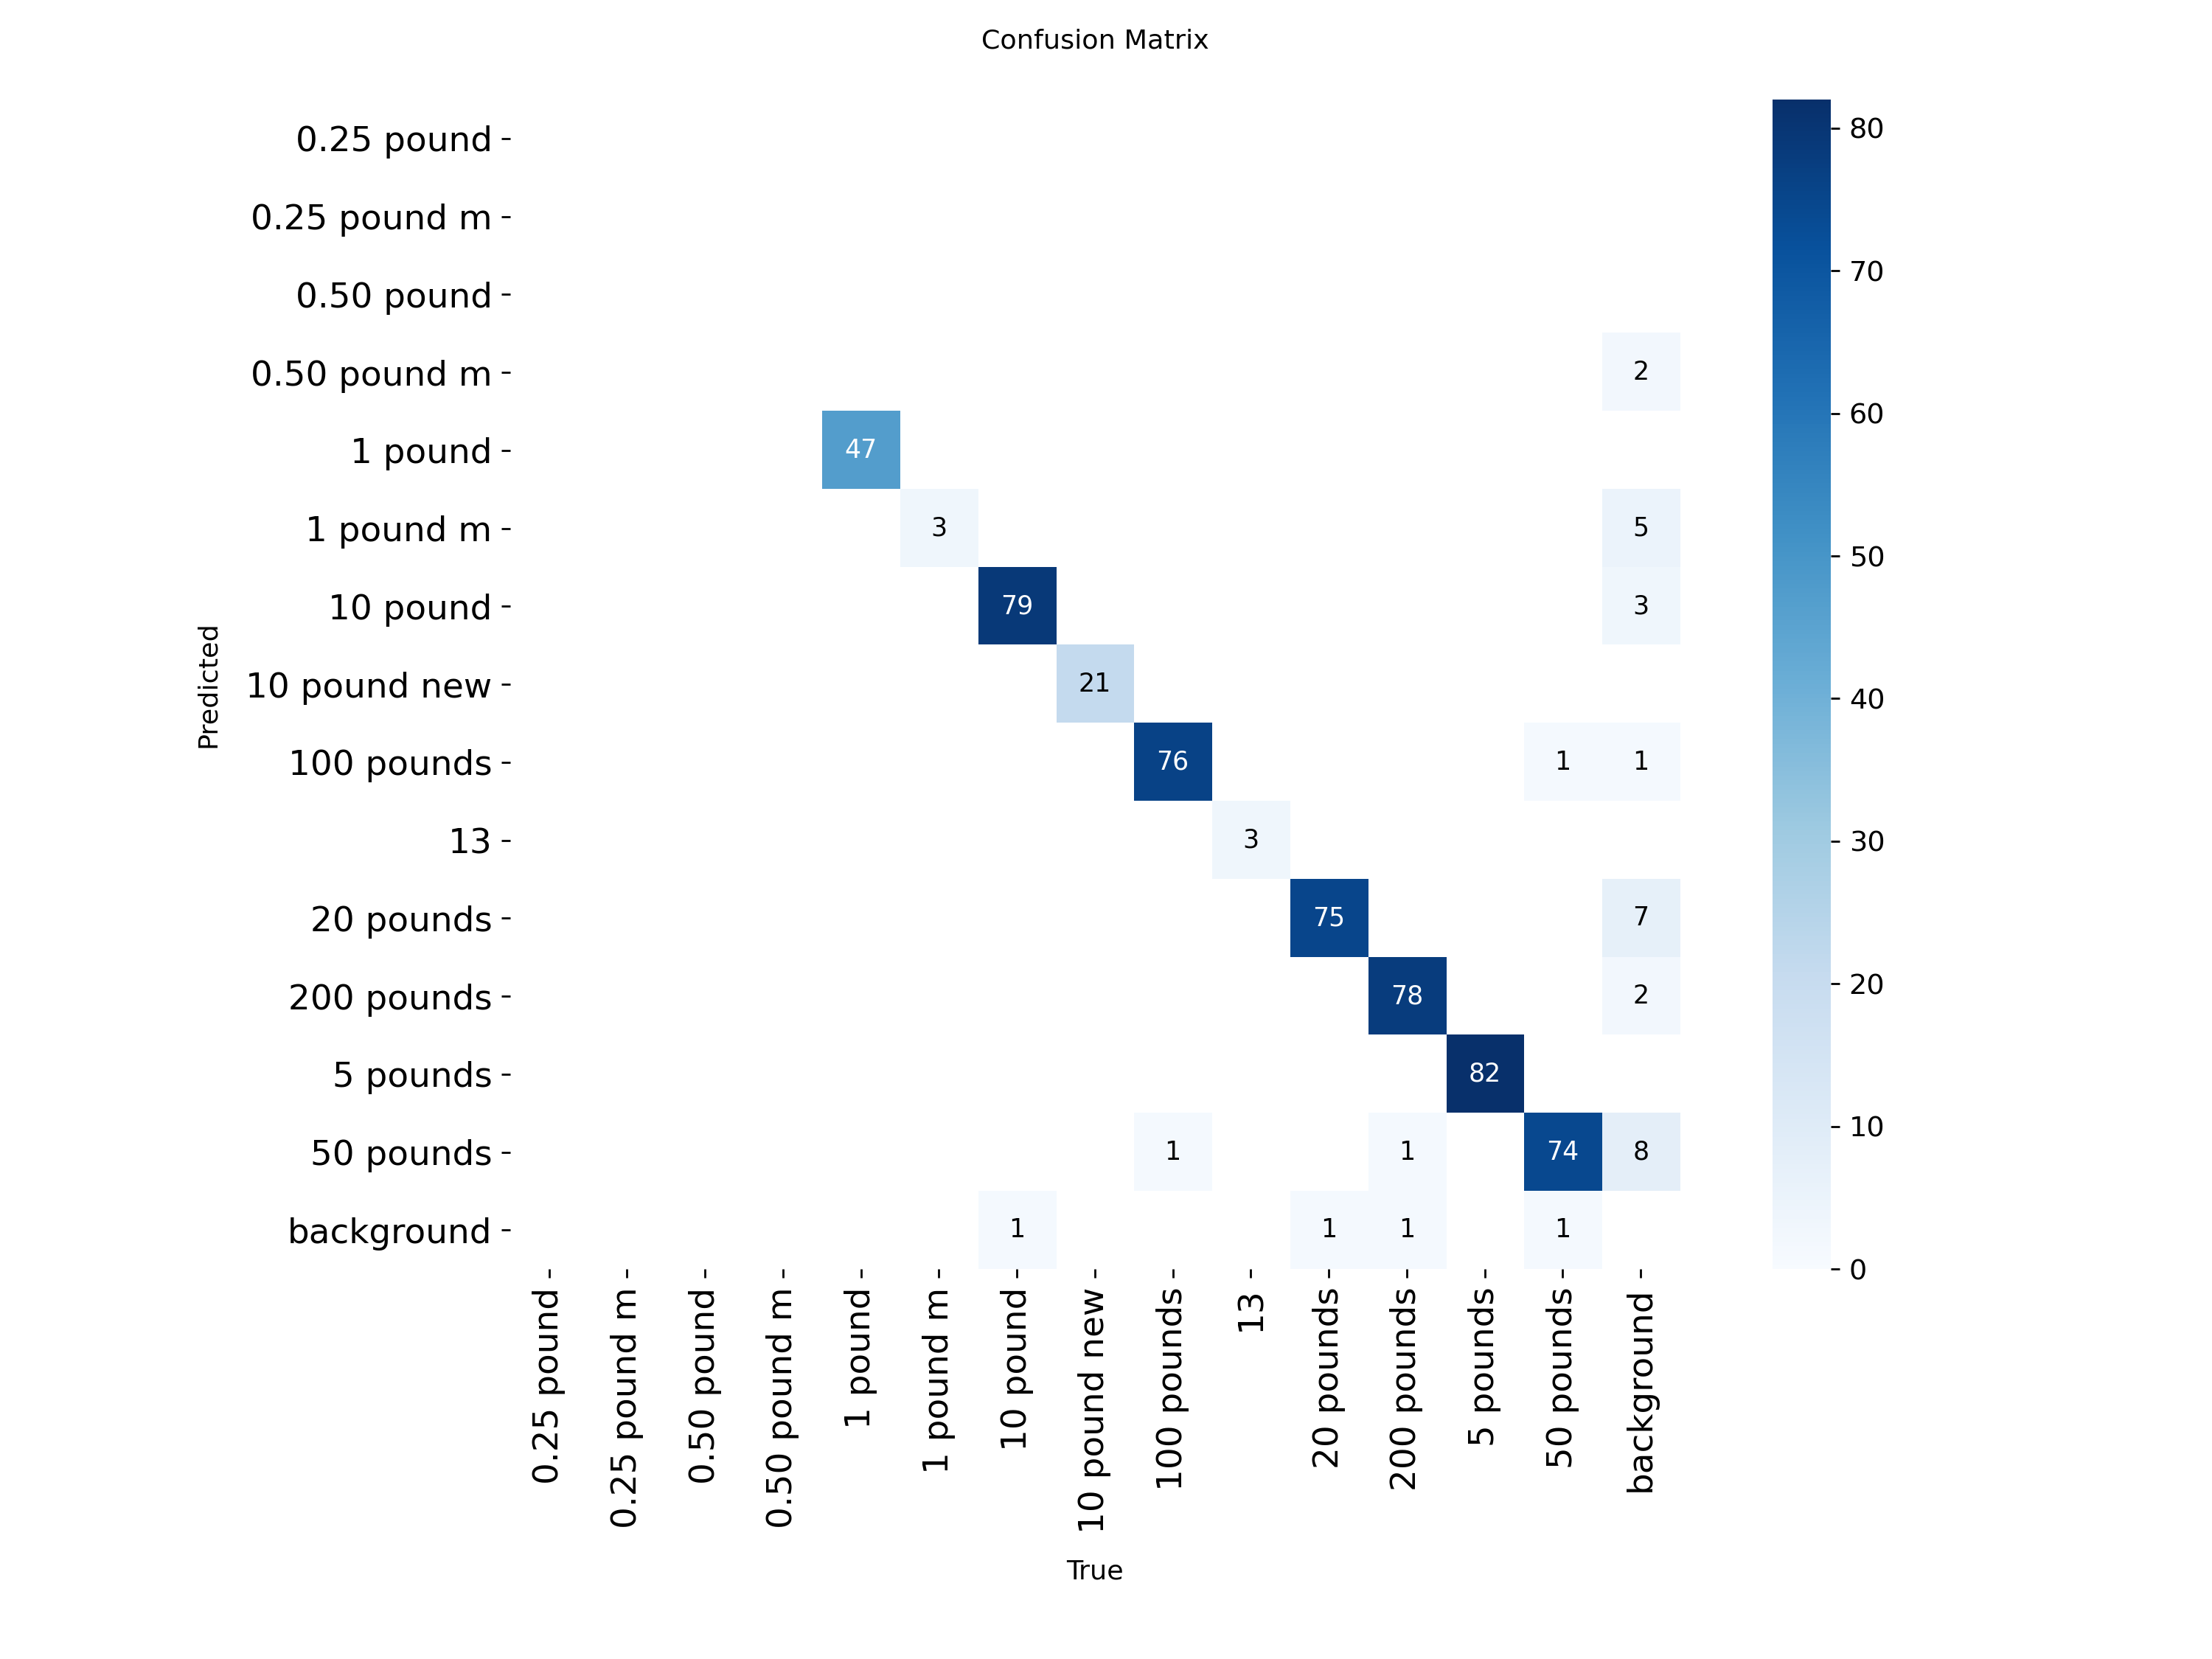 Confusion Matrix
0.25 pound
0.25 pound m
0.50 pound
0.50 pound m 2
1 pound 47
1 pound m 3 5
10 pound 79 3
10 pound new 21
100 pounds 76 1 1
13 3
20 pounds 75 7
200 pounds 78 2
5 pounds 82
50 pounds 1 1 74 8
background 1 1 1 1
Predicted
0.25 pound
0.25 pound m
0.50 pound
0.50 pound m
1 pound
1 pound m
10 pound
10 pound new
100 pounds
13
20 pounds
200 pounds
5 pounds
50 pounds
background
True
80
70
60
50
40
30
20
10
0